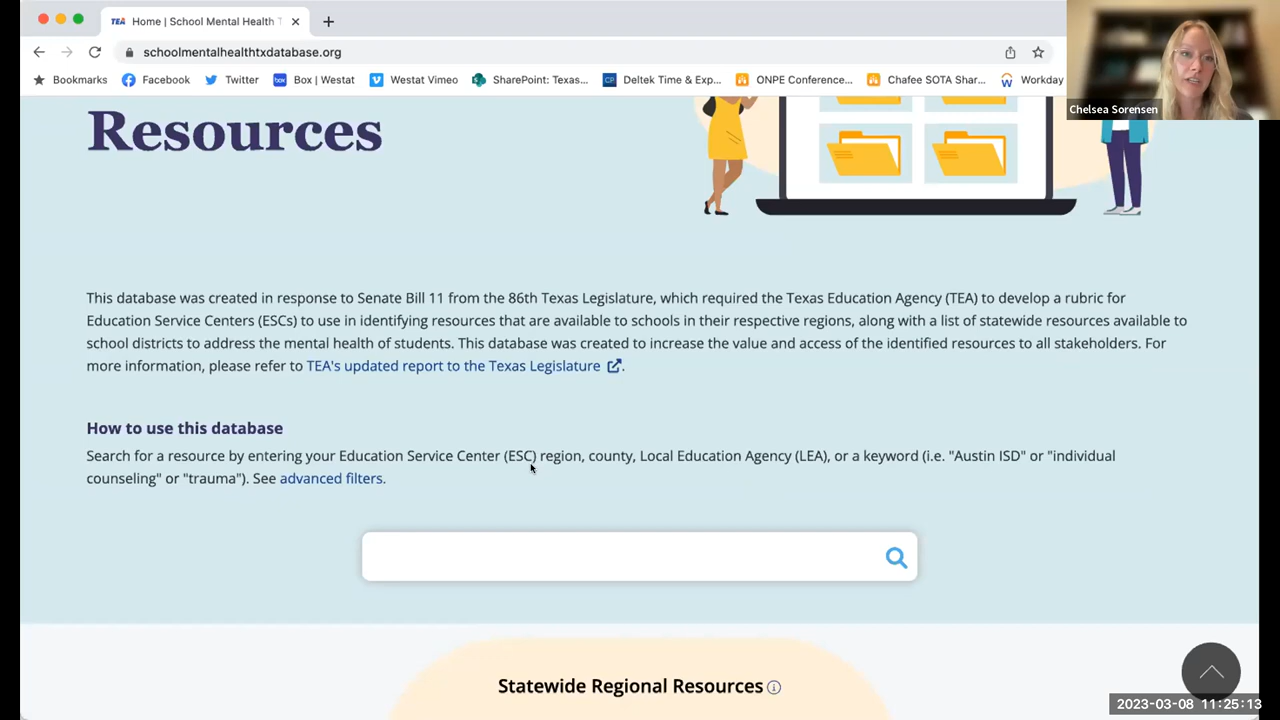 TEA Home | School Mental Health T
schoolmentalhealthtxdatabase.org
Bookmarks Facebook Twitter box Box | Westat Westat Vimeo SharePoint: Texas... CP Deltek Time & Exp... ONPE Conference... Chafee SOTA Shar... Workday
Chelsea Sorensen
Resources
This database was created in response to Senate Bill 11 from the 86th Texas Legislature, which required the Texas Education Agency (TEA) to develop a rubric for
Education Service Centers (ESCs) to use in identifying resources that are available to schools in their respective regions, along with a list of statewide resources available to
school districts to address the mental health of students. This database was created to increase the value and access of the identified resources to all stakeholders. For
more information, please refer to TEA's updated report to the Texas Legislature .
How to use this database
Search for a resource by entering your Education Service Center (ESC) region, county, Local Education Agency (LEA), or a keyword (i.e. "Austin ISD" or "individual
counseling" or "trauma"). See advanced filters.
Statewide Regional Resources
2023-03-08 11:25:13